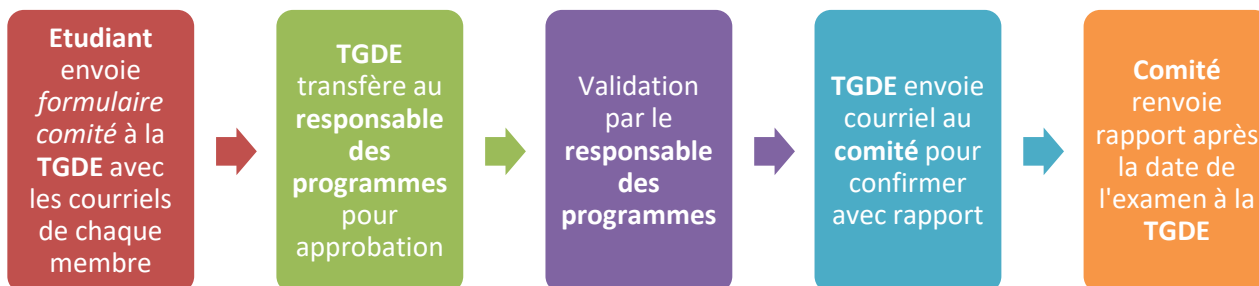 Etudiant
envoie
formulaire
comité à la
TGDE avec
les courriels
de chaque
membre
TGDE
transfère au
responsable
des
programmes
pour
approbation
Validation
par le
responsable
des
programmes
TGDE envoie
courriel au
comité pour
confirmer
avec rapport
Comité
renvoie
rapport après
la date de
l'examen à la
TGDE